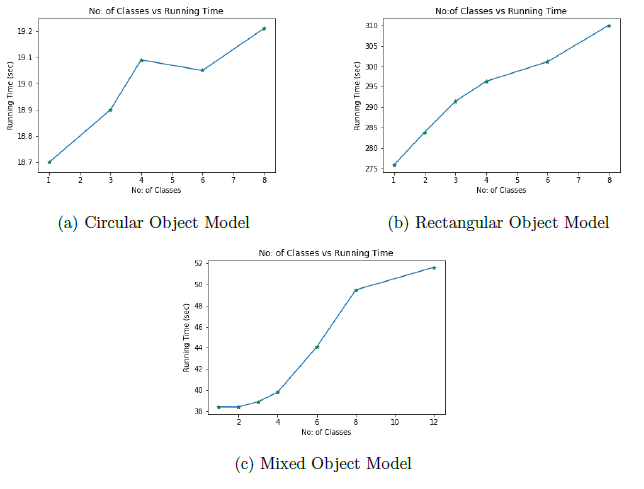 No: of Classes vs Running Time
Running Time (sec)
19.2
19.1
19.0
18.9
18.8
18.7
1 2 3 4 5 6 7 8
No: of Classes
(a) Circular Object Model
No:of Classes vs Running Time
Running Time (sec)
310
305
300
295
290
285
280
275
1 2 3 4 5 6 7 8
No: of Classes
(b) Rectangular Object Model
No: of Classes vs Running Time
Running Time (sec)
52
50
48
46
44
42
40
38
2 4 6 8 10 12
No: of Classes
(c) Mixed Object Model